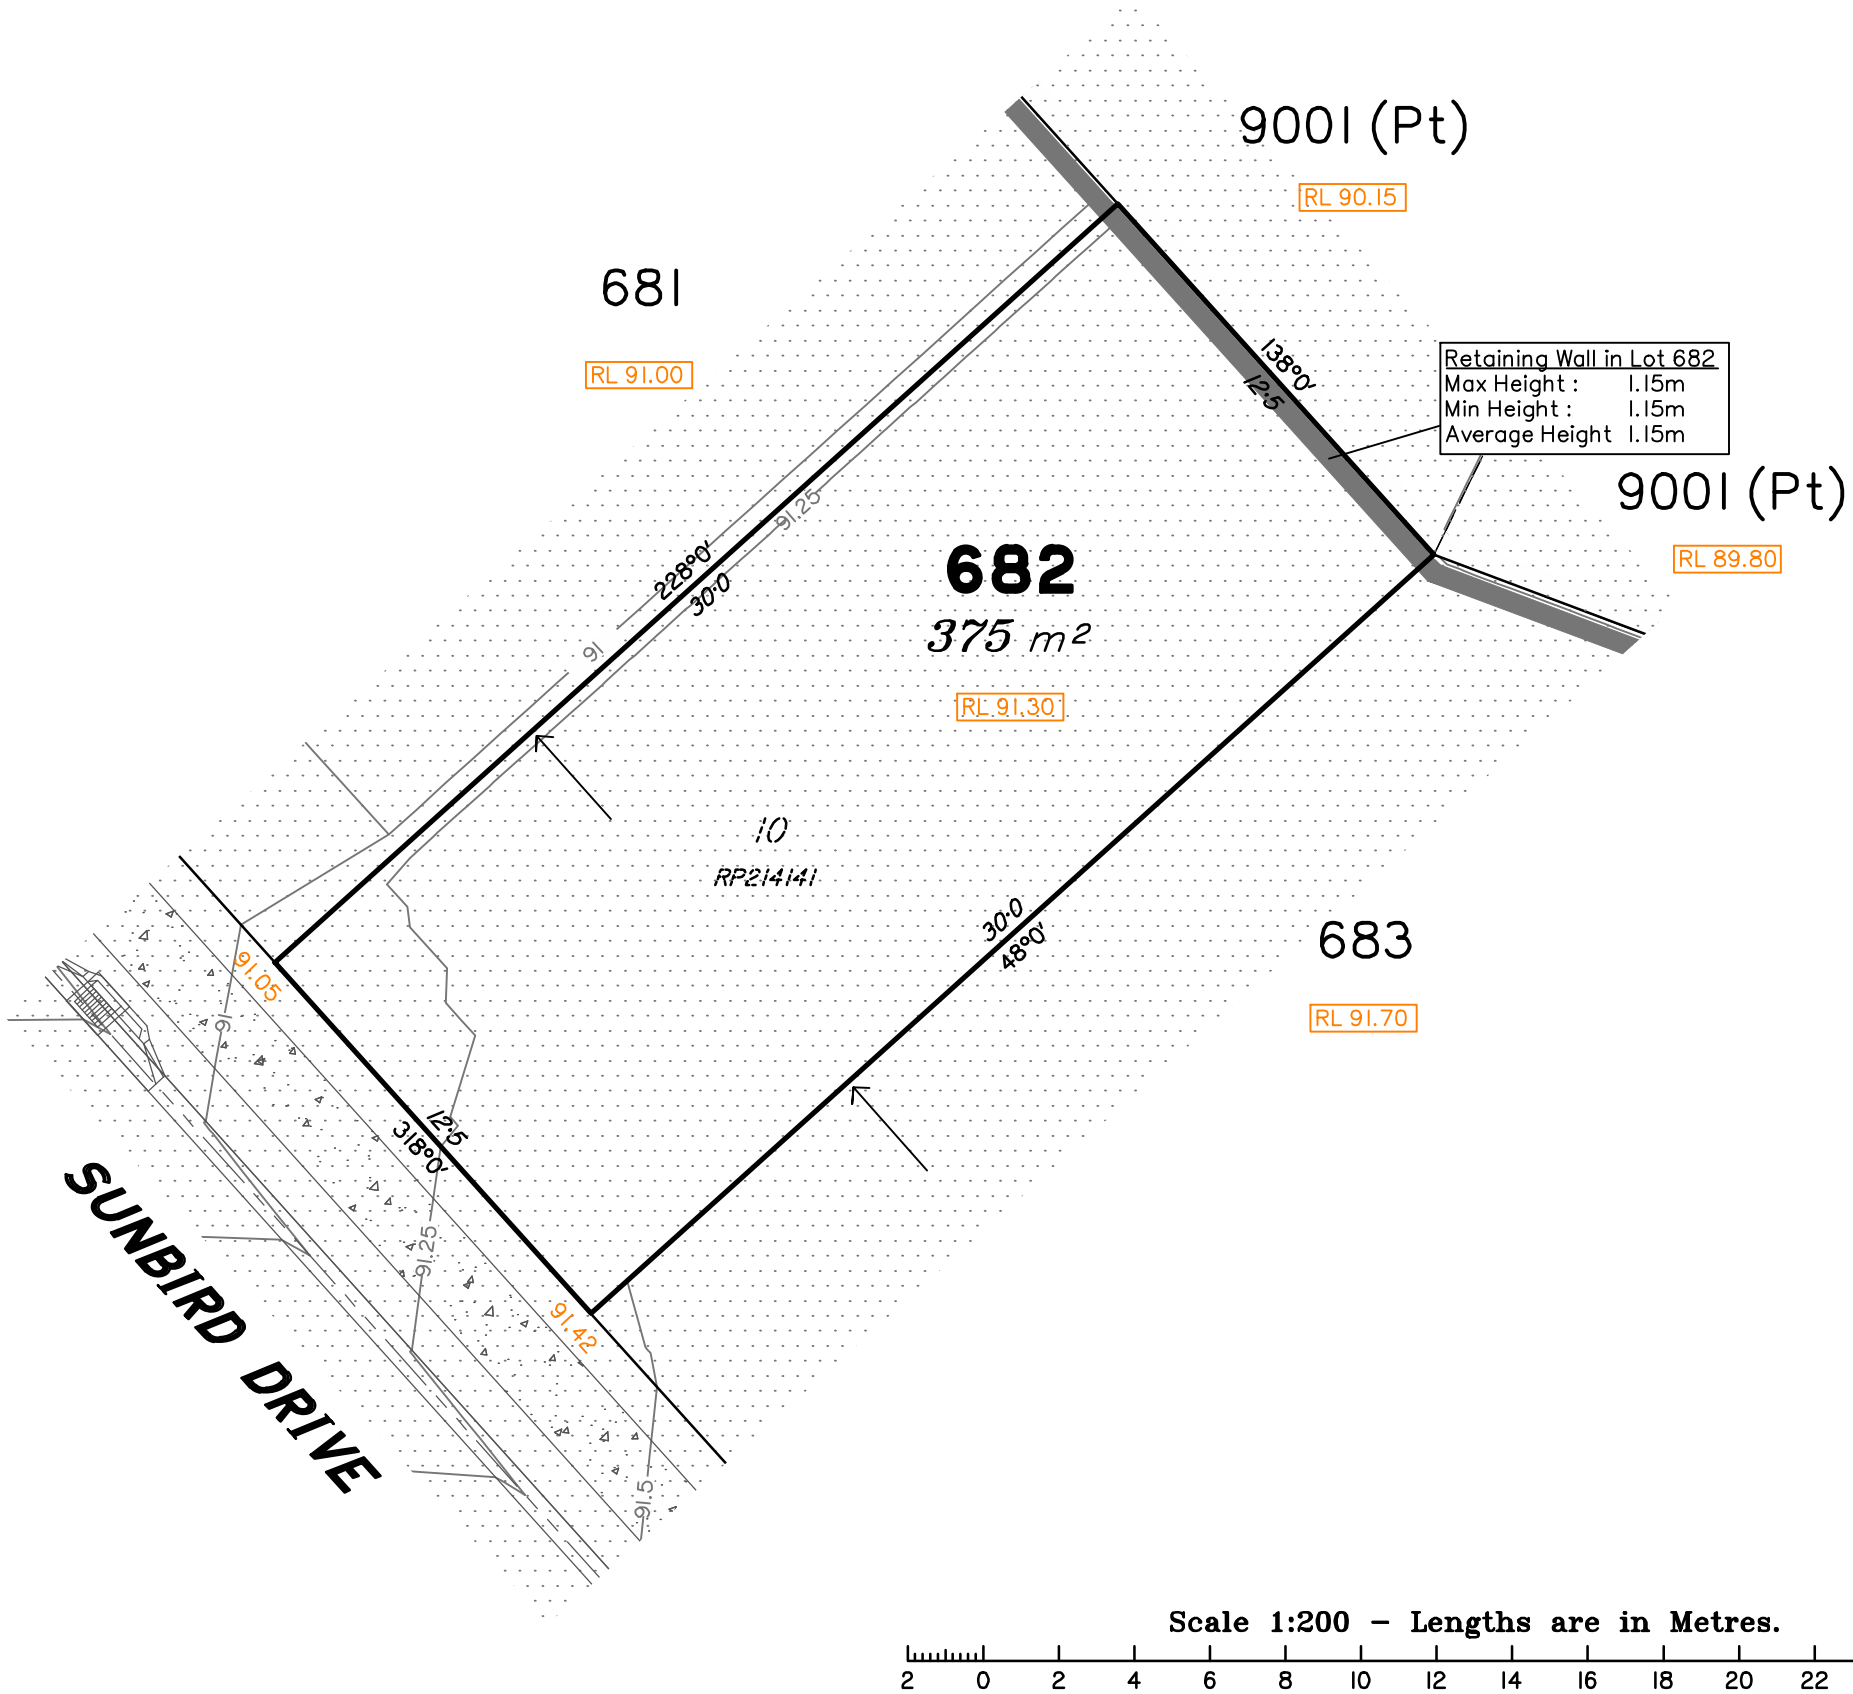 9001 (Pt)
RL 90.15
681
RL 91.00
138°0'
12·5
Retaining Wall in Lot 682
Max Height : 1.15m
Min Height : 1.15m
Average Height 1.15m
9001 (Pt)
RL 89.80
91.25
228°0'
30·0
682
375 m²
RL 91.30
91
10
RP214141
30·0
48°0'
683
RL 91.70
91.05
91
12·5
318°0'
91.25
91.42
91.5
SUNBIRD DRIVE
Scale 1:200 - Lengths are in Metres.
2 0 2 4 6 8 10 12 14 16 18 20 22